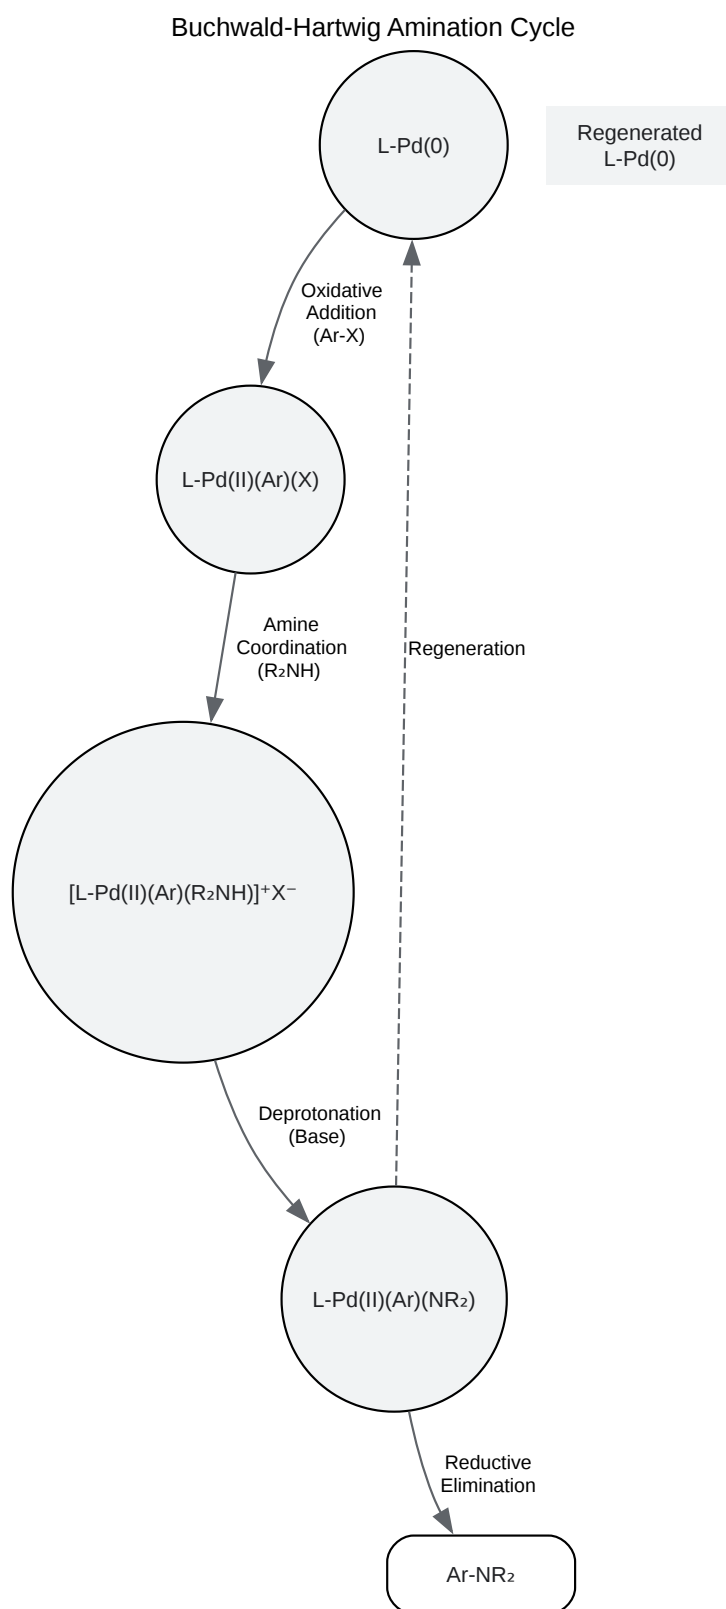 Buchwald-Hartwig Amination Cycle
L-Pd(0)
Regenerated
L-Pd(0)
Oxidative
Addition
(Ar-X)
L-Pd(II)(Ar)(X)
Amine
Coordination
(R₂NH)
Regeneration
[L-Pd(II)(Ar)(R₂NH)]⁺X⁻
Deprotonation
(Base)
L-Pd(II)(Ar)(NR₂)
Reductive
Elimination
Ar-NR₂